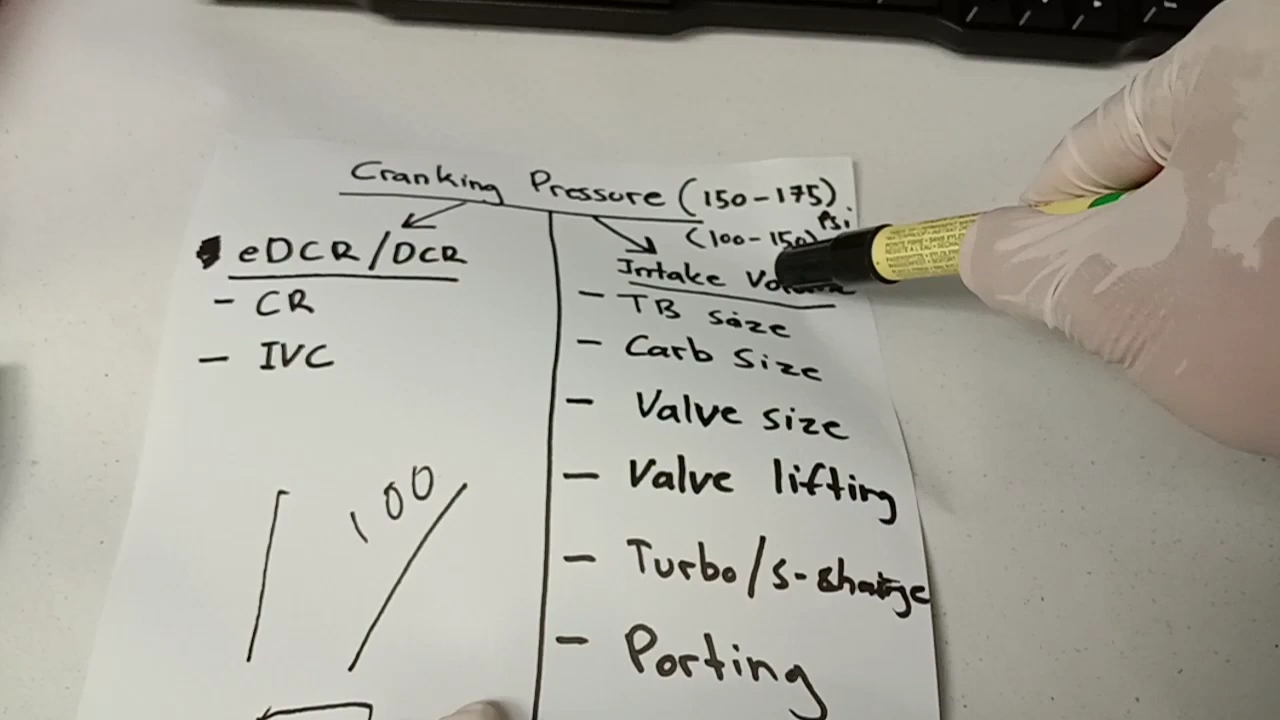 Cranking Pressure (150-175)
Psi
(100-150)
eDCR/DCR
- CR
- IVC
100
Intake
- TB size
- Carb Size
- Valve size
- Valve lifting
- Turbo/s-charge
- Porting